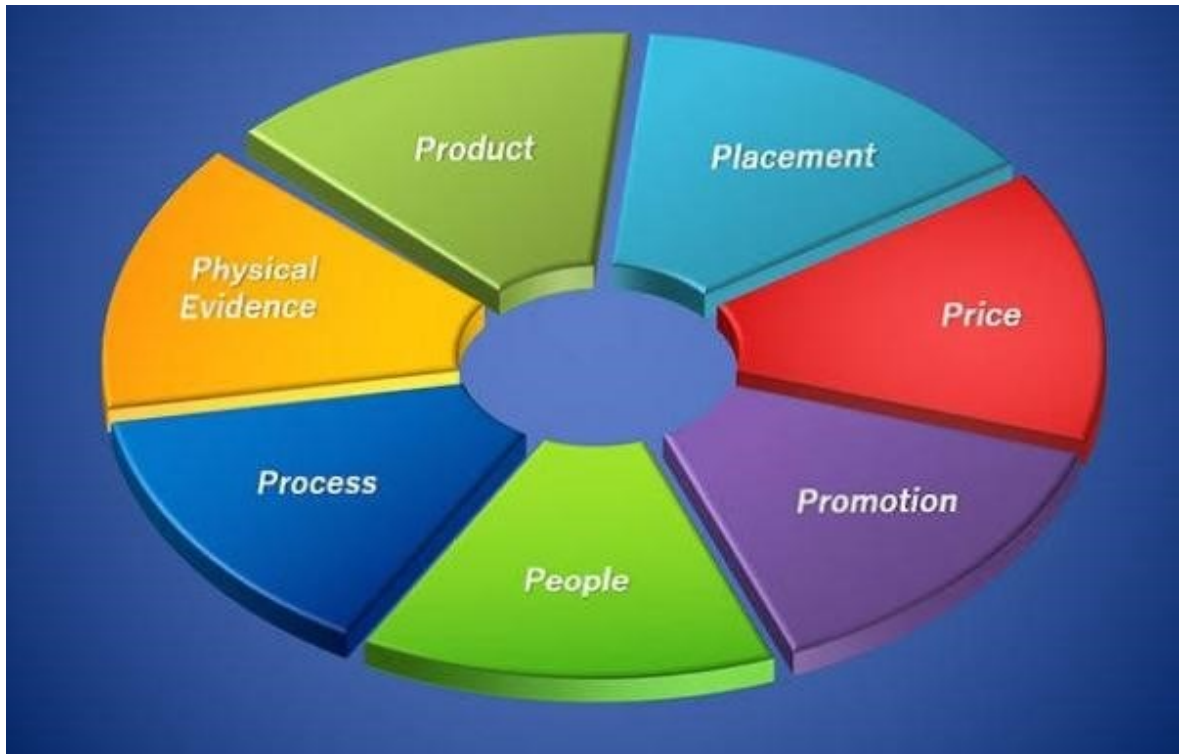 Product
Placement
Physical
Evidence
Price
Process
Promotion
People